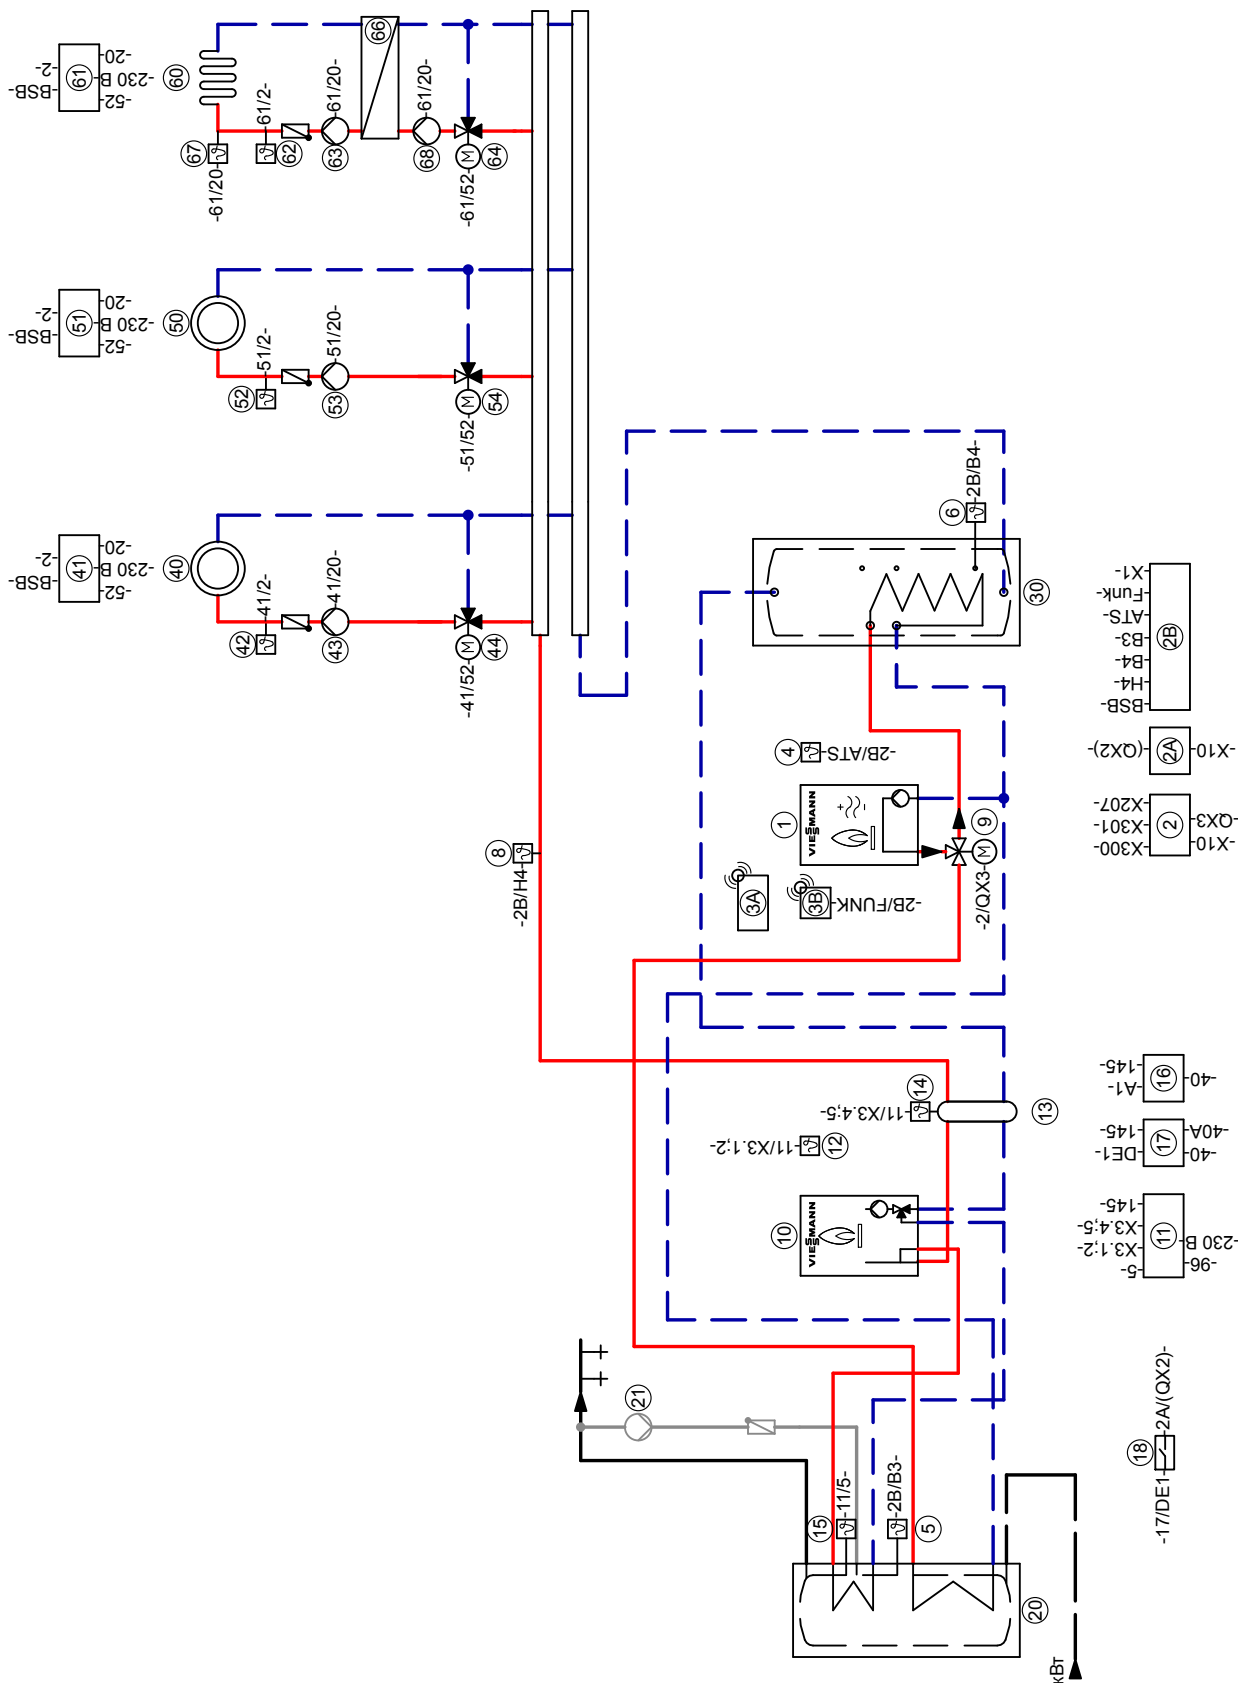 -20-
-2-
61
-230 В-
-BSB-
-52-
60
66
-61/2-
-61/20-
-61/20-
67
62
63
68
64
-61/20-
-61/52-
-20-
-2-
51
-230 В-
-BSB-
-52-
50
-51/2-
-51/20-
52
53
54
-51/52-
-20-
-2-
41
-230 В-
-BSB-
-52-
40
-41/2-
-41/20-
42
43
44
-41/52-
M
M
M
6
-2B/B4-
30
-X1-
-Funk-
-ATS-
-B3-
-B4-
-H4-
-BSB-
2B
4
-2B/ATS-
-(QX2)-
2A
-X10-
1
VIESSMANN
9
M
-2/QX3-
-X207-
-X301-
-X300-
2
-QX3-
-X10-
8
-2B/H4-
3A
3B
-2B/FUNK-
14
-11/X3.4;5-
13
12
-11/X3.1;2-
-145-
-A1-
16
-40-
-145-
-DE1-
17
-40A-
-40-
10
VIESSMANN
-145-
-X3.4;5-
-X3.1;2-
-5-
11
-230 В-
-96-
21
18
-17/DE1-
-2A/(QX2)-
15
-11/5-
-2B/B3-
5
20
кВт